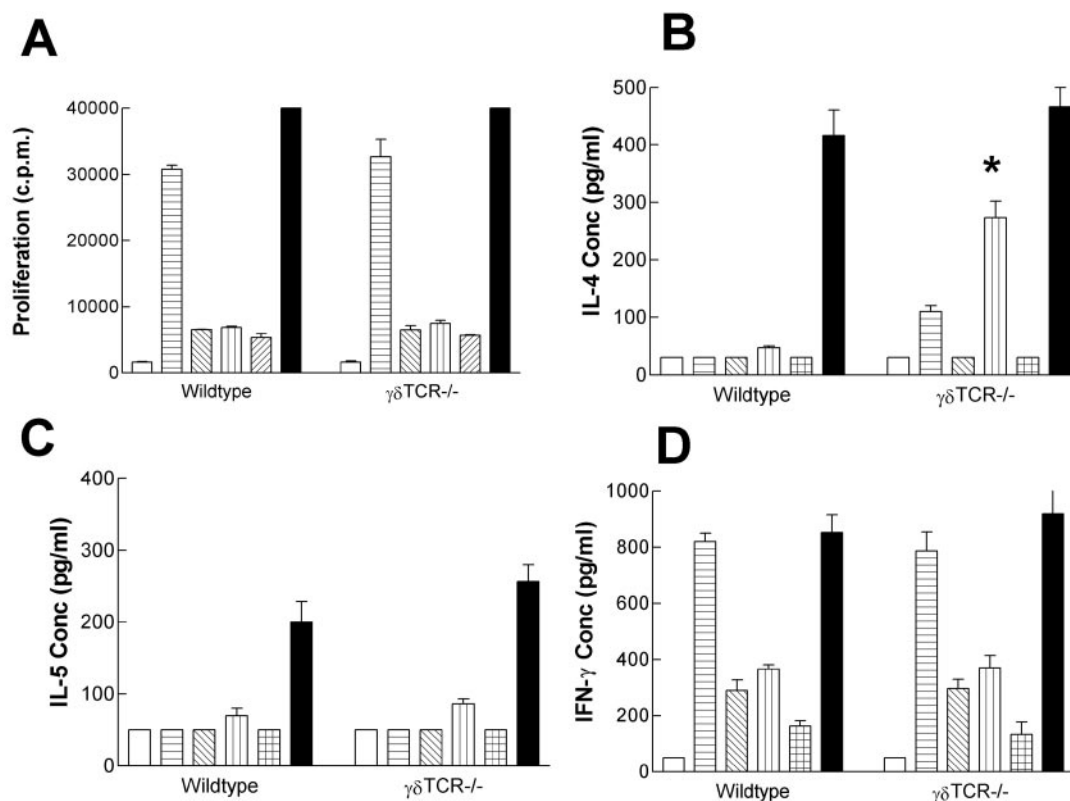 A
Proliferation (c.p.m.)
40000
30000
20000
10000
0
Wildtype
γδTCR-/-
B
IL-4 Conc (pg/ml)
500
400
300
200
100
0
*
Wildtype
γδTCR-/-
C
IL-5 Conc (pg/ml)
400
300
200
100
0
Wildtype
γδTCR-/-
D
IFN-γ Conc (pg/ml)
1000
800
600
400
200
0
Wildtype
γδTCR-/-